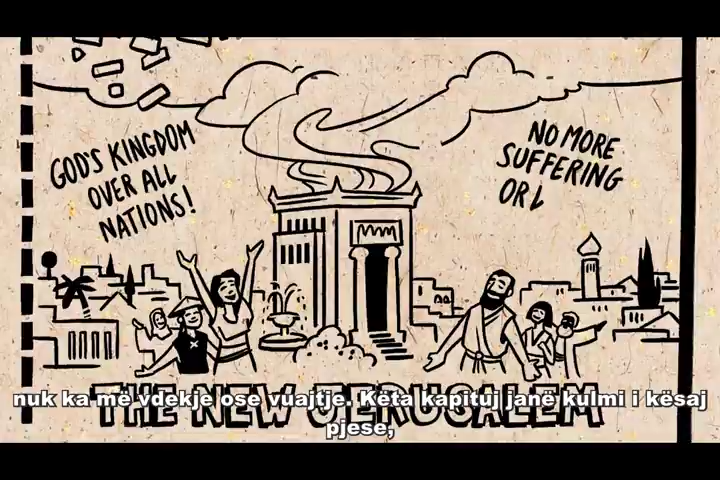 GOD'S KINGDOM
OVER ALL
NATIONS!
NO MORE
SUFFERING
OR
THE NEW JERUSALEM
nuk ka më vdekje ose vuajtje. Këta kapituj janë kulmi i kësaj
pjese,